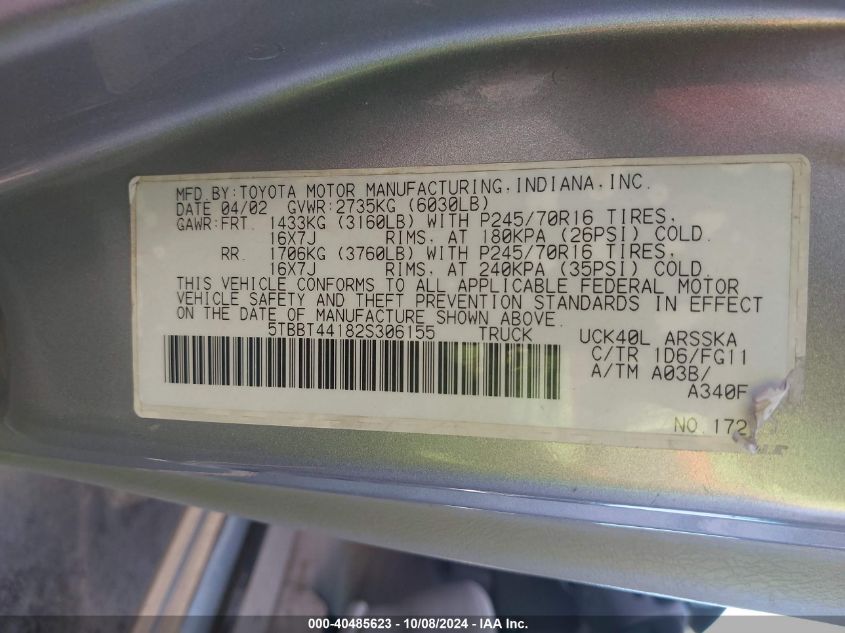 MFD.BY:TOYOTA MOTOR MANUFACTURING,INDIANA,INC.
DATE 04/02 GVWR:2735KG (6030LB)
GAWR:FRT. 1433KG (3160LB) WITH P245/70R16 TIRES,
16X7J RIMS, AT 180KPA (26PSI) COLD.
RR. 1706KG (3760LB) WITH P245/70R16 TIRES,
16X7J RIMS, AT 240KPA (35PSI) COLD.
THIS VEHICLE CONFORMS TO ALL APPLICABLE FEDERAL MOTOR
VEHICLE SAFETY AND THEFT PREVENTION STANDARDS IN EFFECT
ON THE DATE OF MANUFACTURE SHOWN ABOVE.
5TBBT44182S306155 TRUCK UCK40L ARSSKA
C/TR 1D6/FG11
A/TM A03B/
A340F
NO.172
000-40485623 - 10/08/2024 - IAA Inc.